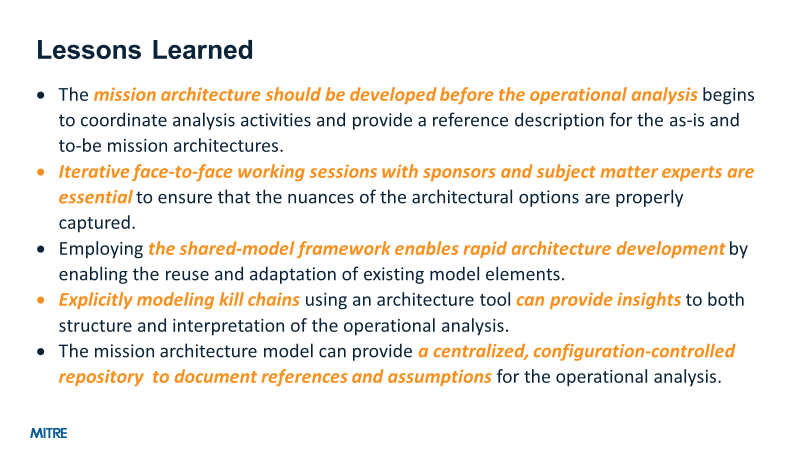 Lessons Learned
• The mission architecture should be developed before the operational analysis begins
to coordinate analysis activities and provide a reference description for the as-is and
to-be mission architectures.
• Iterative face-to-face working sessions with sponsors and subject matter experts are
essential to ensure that the nuances of the architectural options are properly
captured.
• Employing the shared-model framework enables rapid architecture development by
enabling the reuse and adaptation of existing model elements.
• Explicitly modeling kill chains using an architecture tool can provide insights to both
structure and interpretation of the operational analysis.
• The mission architecture model can provide a centralized, configuration-controlled
repository to document references and assumptions for the operational analysis.
MITRE